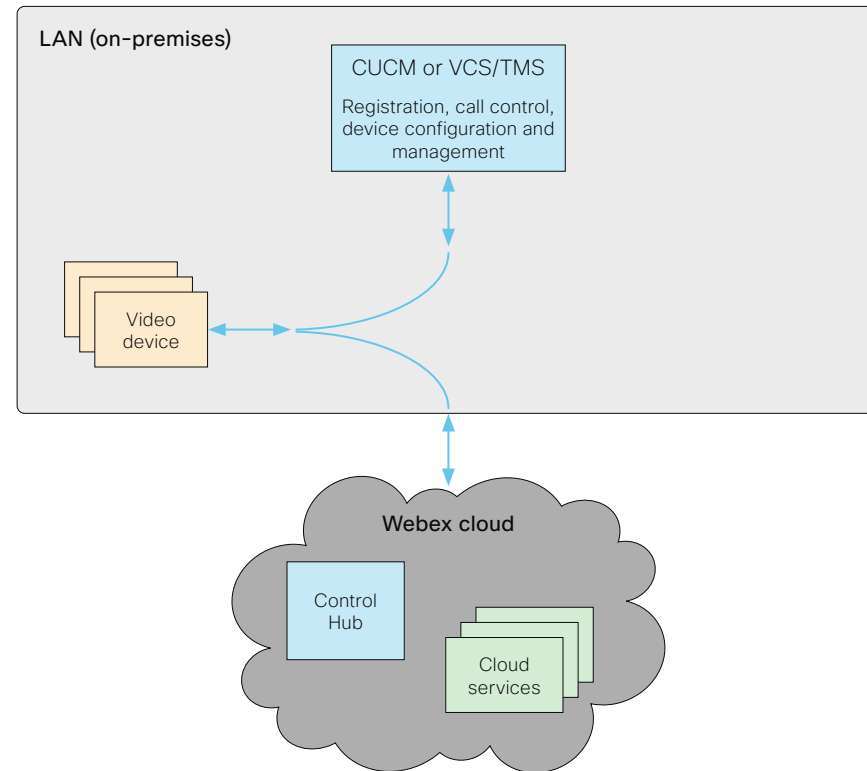 LAN (on-premises)
CUCM or VCS/TMS
Registration, call control,
device configuration and
management
Video
device
Webex cloud
Control
Hub
Cloud
services